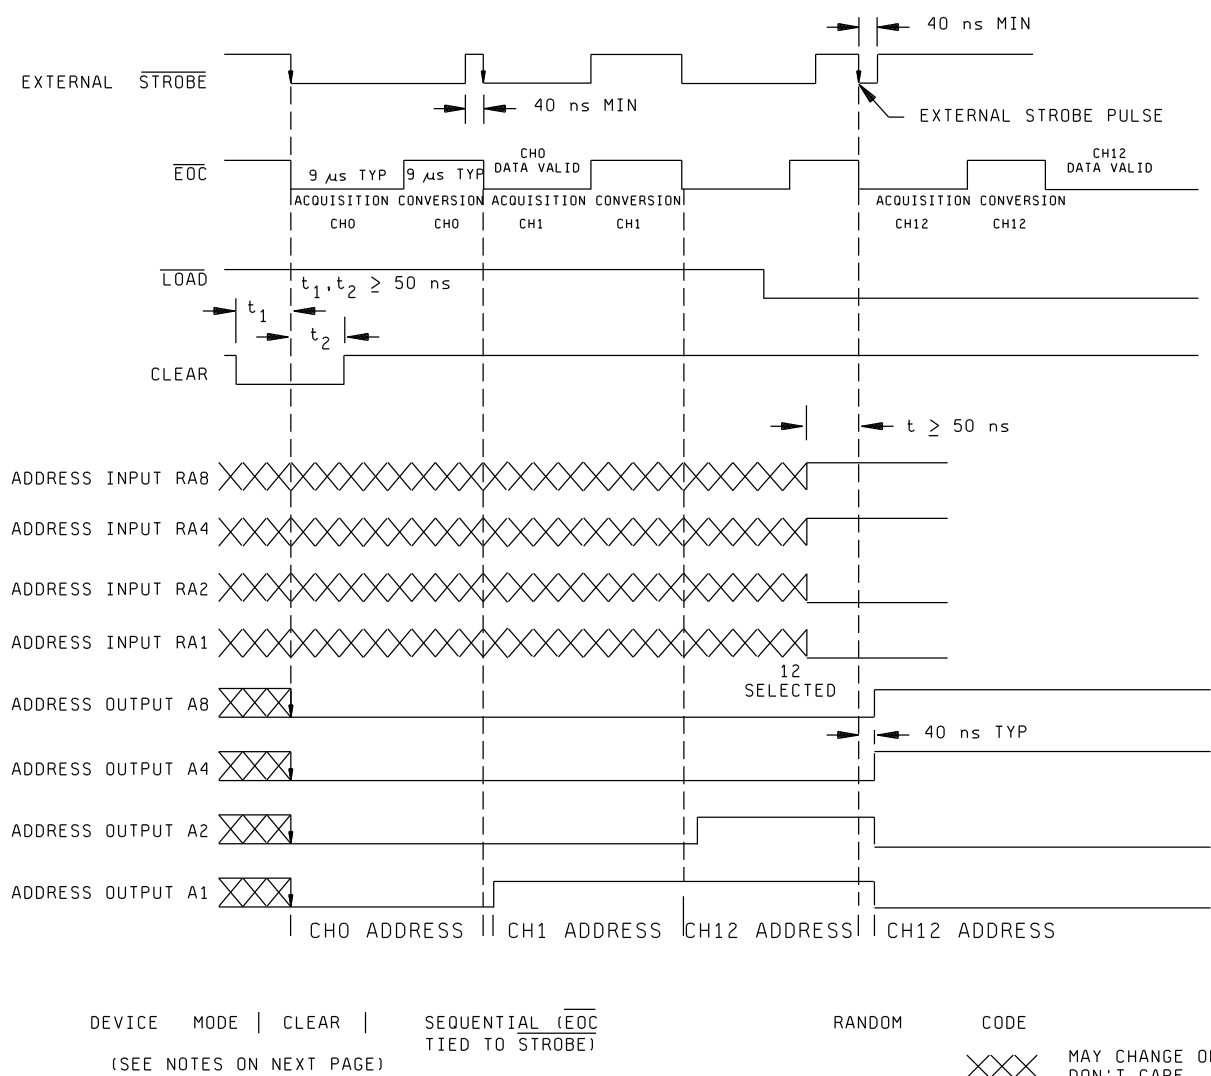 40 ns MIN
EXTERNAL STROBE
40 ns MIN
EXTERNAL STROBE PULSE
EOC
9 µs TYP
9 µs TYP
CH0
DATA VALID
CH12
DATA VALID
ACQUISITION
CH0
CONVERSION
CH0
ACQUISITION
CH1
CONVERSION
CH1
ACQUISITION
CH12
CONVERSION
CH12
LOAD
t1,t2 ≥ 50 ns
t1
t2
CLEAR
t ≥ 50 ns
ADDRESS INPUT RA8
ADDRESS INPUT RA4
ADDRESS INPUT RA2
ADDRESS INPUT RA1
12
SELECTED
ADDRESS OUTPUT A8
40 ns TYP
ADDRESS OUTPUT A4
ADDRESS OUTPUT A2
ADDRESS OUTPUT A1
CH0 ADDRESS
CH1 ADDRESS
CH12 ADDRESS
CH12 ADDRESS
DEVICE MODE | CLEAR |
SEQUENTIAL (EOC
TIED TO STROBE)
RANDOM
CODE
(SEE NOTES ON NEXT PAGE)
MAY CHANGE
DON'T CARE